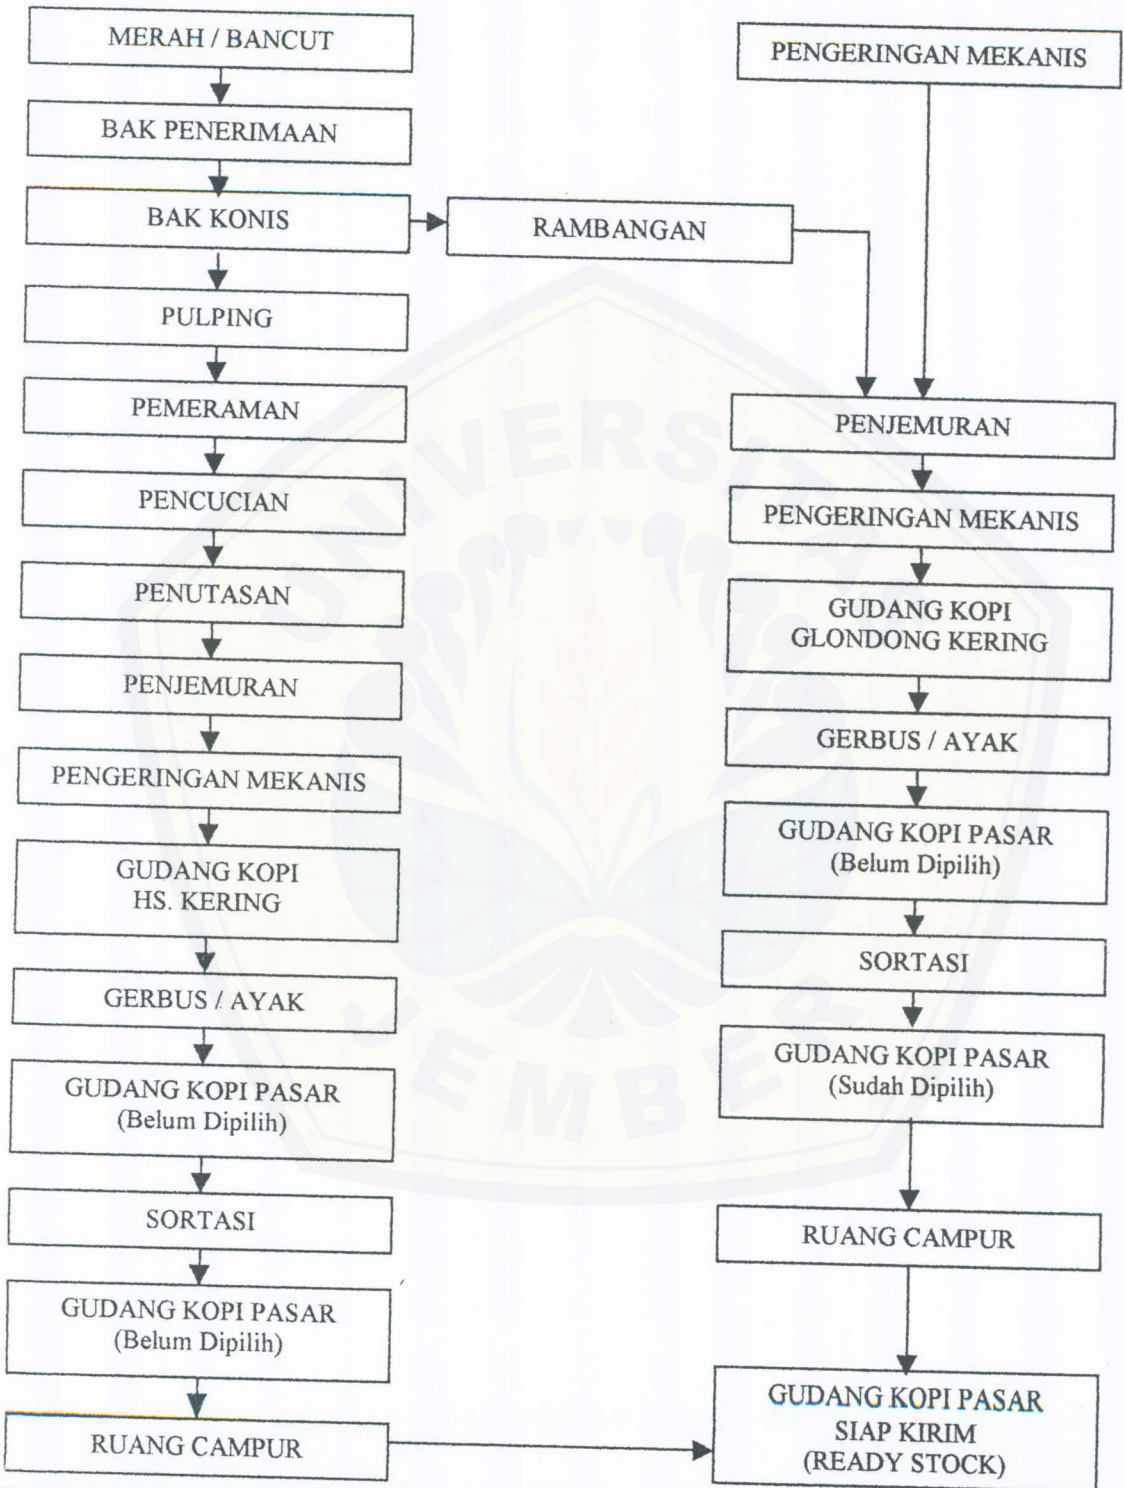 MERAH / BANCUT
BAK PENERIMAAN
BAK KONIS
PULPING
PEMERAMAN
PENCUCIAN
PENUTASAN
PENJEMURAN
PENGERINGAN MEKANIS
GUDANG KOPI
HS. KERING
GERBUS / AYAK
GUDANG KOPI PASAR
(Belum Dipilih)
SORTASI
GUDANG KOPI PASAR
(Belum Dipilih)
RUANG CAMPUR
RAMBANGAN
PENGERINGAN MEKANIS
PENJEMURAN
PENGERINGAN MEKANIS
GUDANG KOPI
GLONDONG KERING
GERBUS / AYAK
GUDANG KOPI PASAR
(Belum Dipilih)
SORTASI
GUDANG KOPI PASAR
(Sudah Dipilih)
RUANG CAMPUR
GUDANG KOPI PASAR
SIAP KIRIM
(READY STOCK)
UNIVERSITAS
JEMBER